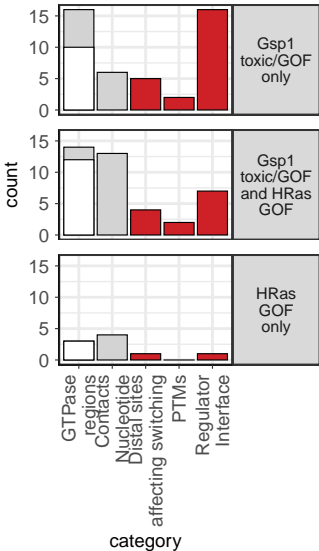 15
10
5
0
Gsp1
toxic/GOF
only
15
10
5
0
Gsp1
toxic/GOF
and HRas
GOF
15
10
5
0
HRas
GOF
only
count
GTPase
regions
Contacts
Nucleotide
Distal sites
affecting switching
PTMs
Regulator
Interface
category